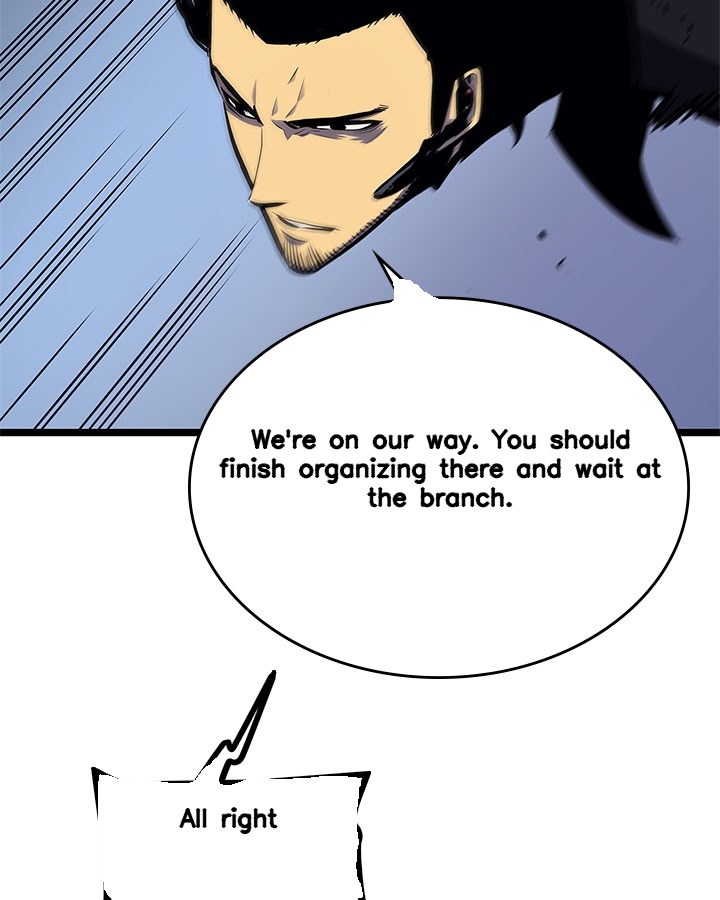 We're on our way. You should
finish organizing there and wait at
the branch.
All right